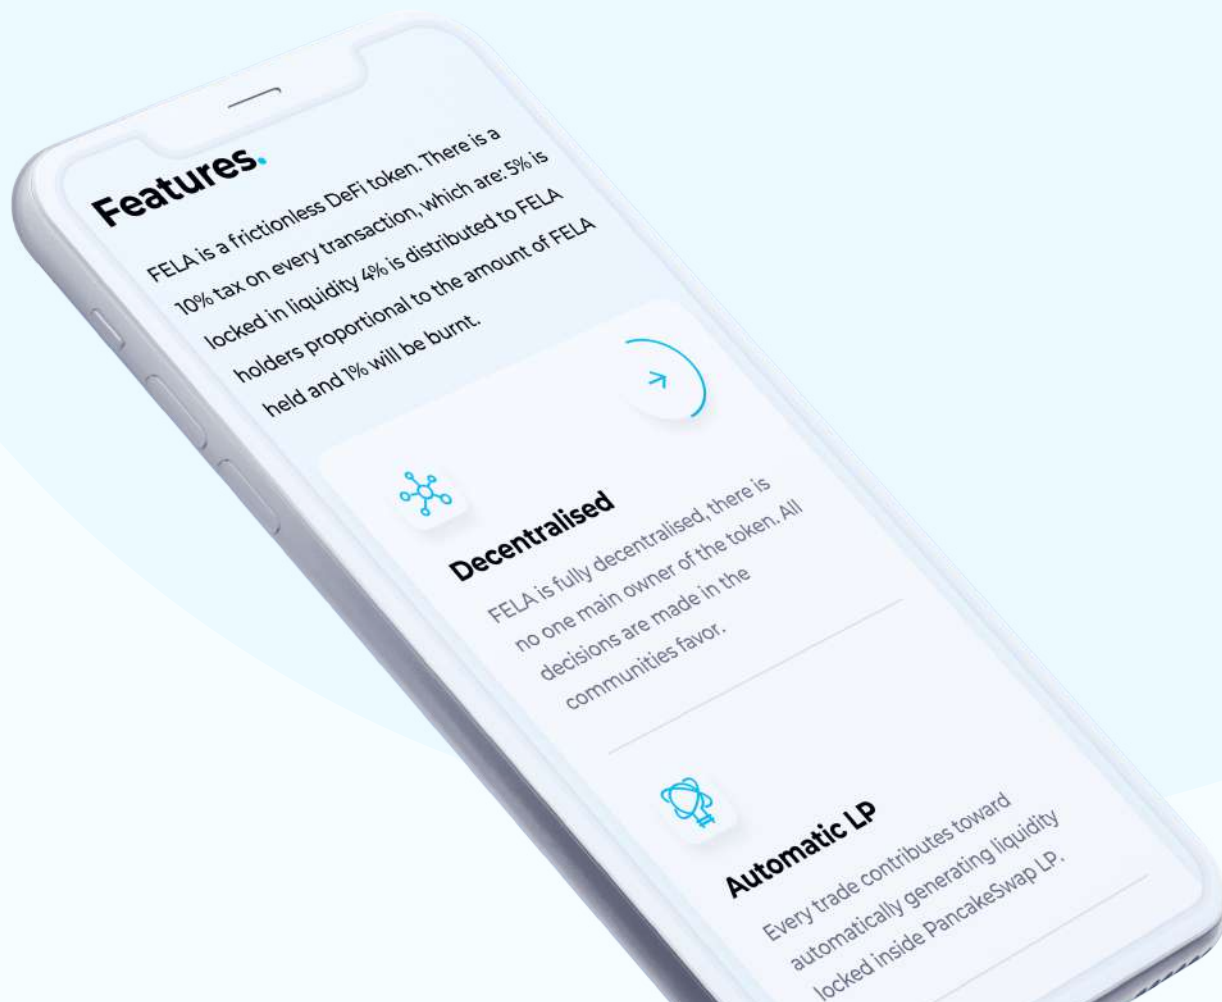 Features.
FELA is a frictionless DeFi token. There is a
10% tax on every transaction, which are: 5% is
locked in liquidity 4% is distributed to FELA
holders proportional to the amount of FELA
held and 1% will be burnt.
Decentralised
FELA is fully decentralised, there is
no one main owner of the token. All
decisions are made in the
communities favor.
Automatic LP
Every trade contributes toward
automatically generating liquidity
locked inside PancakeSwap LP.